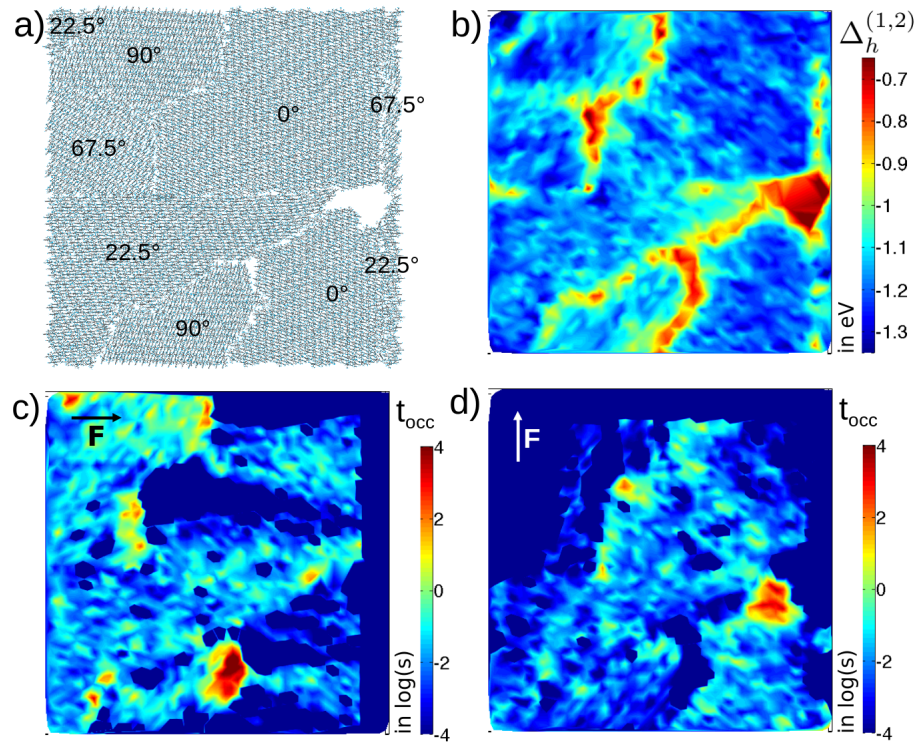 a)
22.5°
90°
0°
67.5°
67.5°
22.5°
22.5°
0°
90°
b)
Δ_h^(1,2)
-0.7
-0.8
-0.9
-1
-1.1
-1.2
-1.3
in eV
c)
F
t_occ
4
2
0
-2
-4
in log(s)
d)
F
t_occ
4
2
0
-2
-4
in log(s)